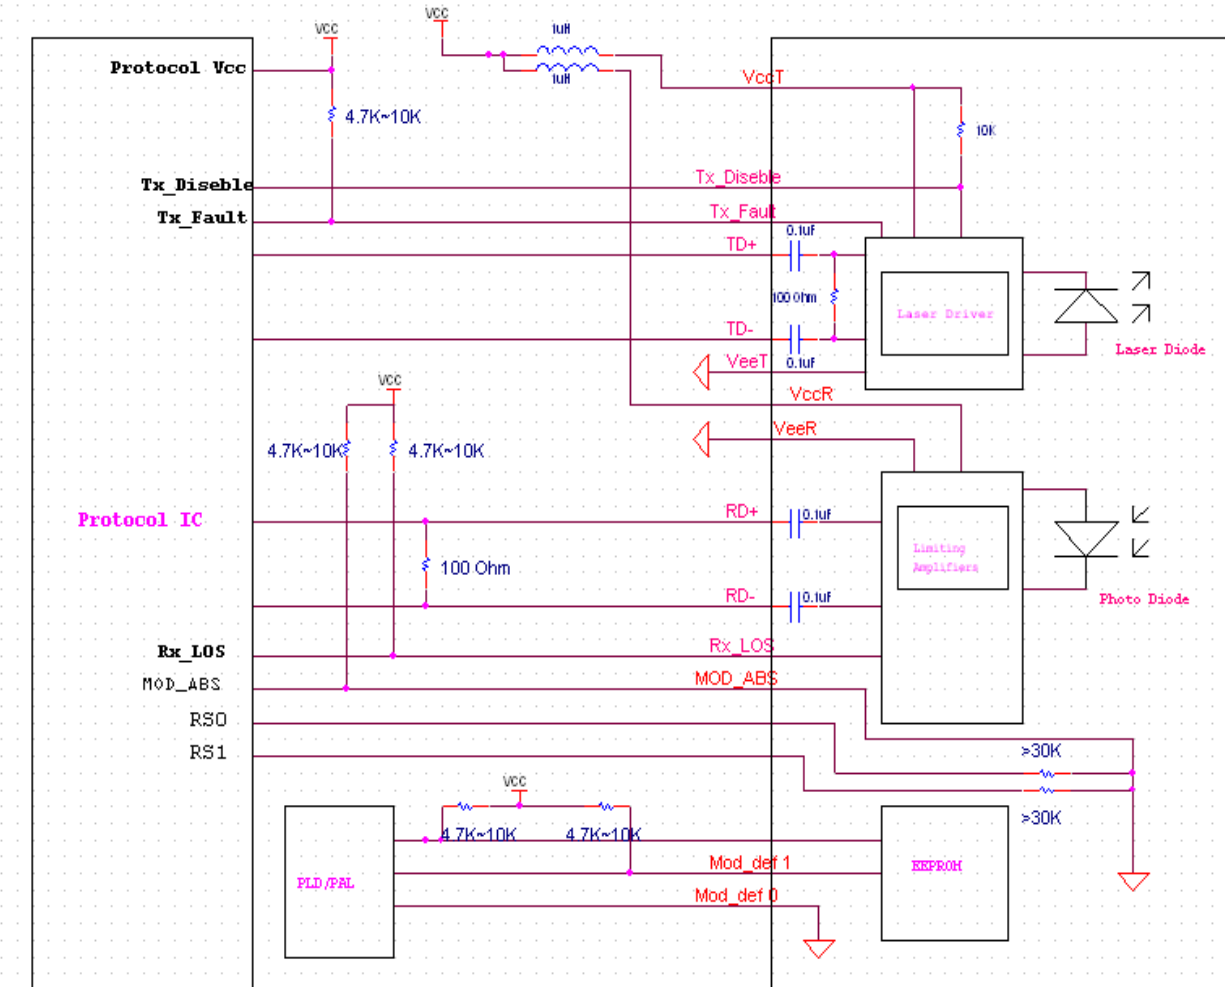 VCC
1uH
VCC
Protocol Vcc
1uH
VccT
4.7K~10K
10K
Tx_Diseble
Tx_Diseble
Tx_Fault
Tx_Fault
0.1uF
TD+
100 Ohm
Laser Driver
TD-
Laser Diode
VeeT
0.1uF
VCC
VccR
VeeR
4.7K~10K
4.7K~10K
Protocol IC
RD+
0.1uF
Limiting
Amplifiers
100 Ohm
RD-
0.1uF
Photo Diode
Rx_LOS
Rx_LOS
MOD_ABS
MOD_ABS
RS0
RS1
>30K
VCC
>30K
4.7K~10K
4.7K~10K
Mod_def 1
EEPROM
PLD/PAL
Mod_def 0